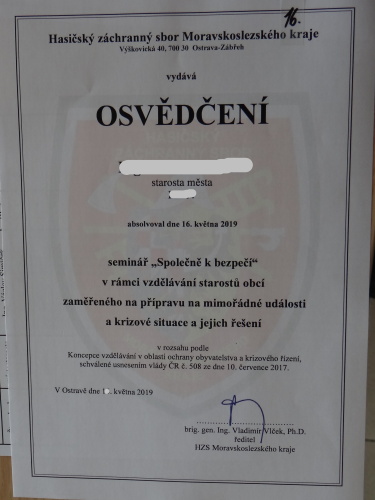 16.
Hasičský záchranný sbor Moravskoslezského kraje
Výškovická 40, 700 30 Ostrava-Zábřeh
vydává
OSVĚDČENÍ
starosta města
absolvoval dne 16. května 2019
seminář „Společně k bezpečí“
v rámci vzdělávání starostů obcí
zaměřeného na přípravu na mimořádné události
a krizové situace a jejich řešení
v rozsahu podle
Koncepce vzdělávání v oblasti ochrany obyvatelstva a krizového řízení,
schválené usnesením vlády ČR č. 508 ze dne 10. července 2017.
V Ostravě dne 1 . května 2019
brig. gen. Ing. Vladimír Vlček, Ph.D.
ředitel
HZS Moravskoslezského kraje